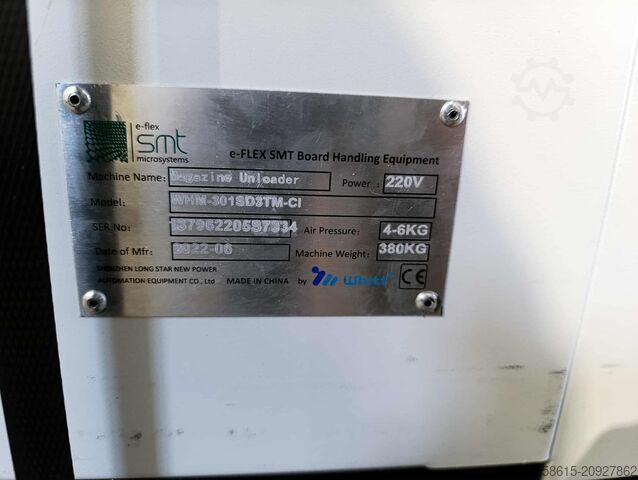 e-flex
smt
microsystems
e-FLEX SMT Board Handling Equipment
Machine Name: Magazine Unloader Power : 220V
Model: WHM-301SD3TM-CI
SER.No: Air Pressure: 4-6KG
Date of Mfr: 2022-06 Machine Weight: 380KG
SHENZHEN LONG STAR NEW POWER
AUTOMATION EQUIPMENT CO., Ltd MADE IN CHINA by CE
58615-20927862